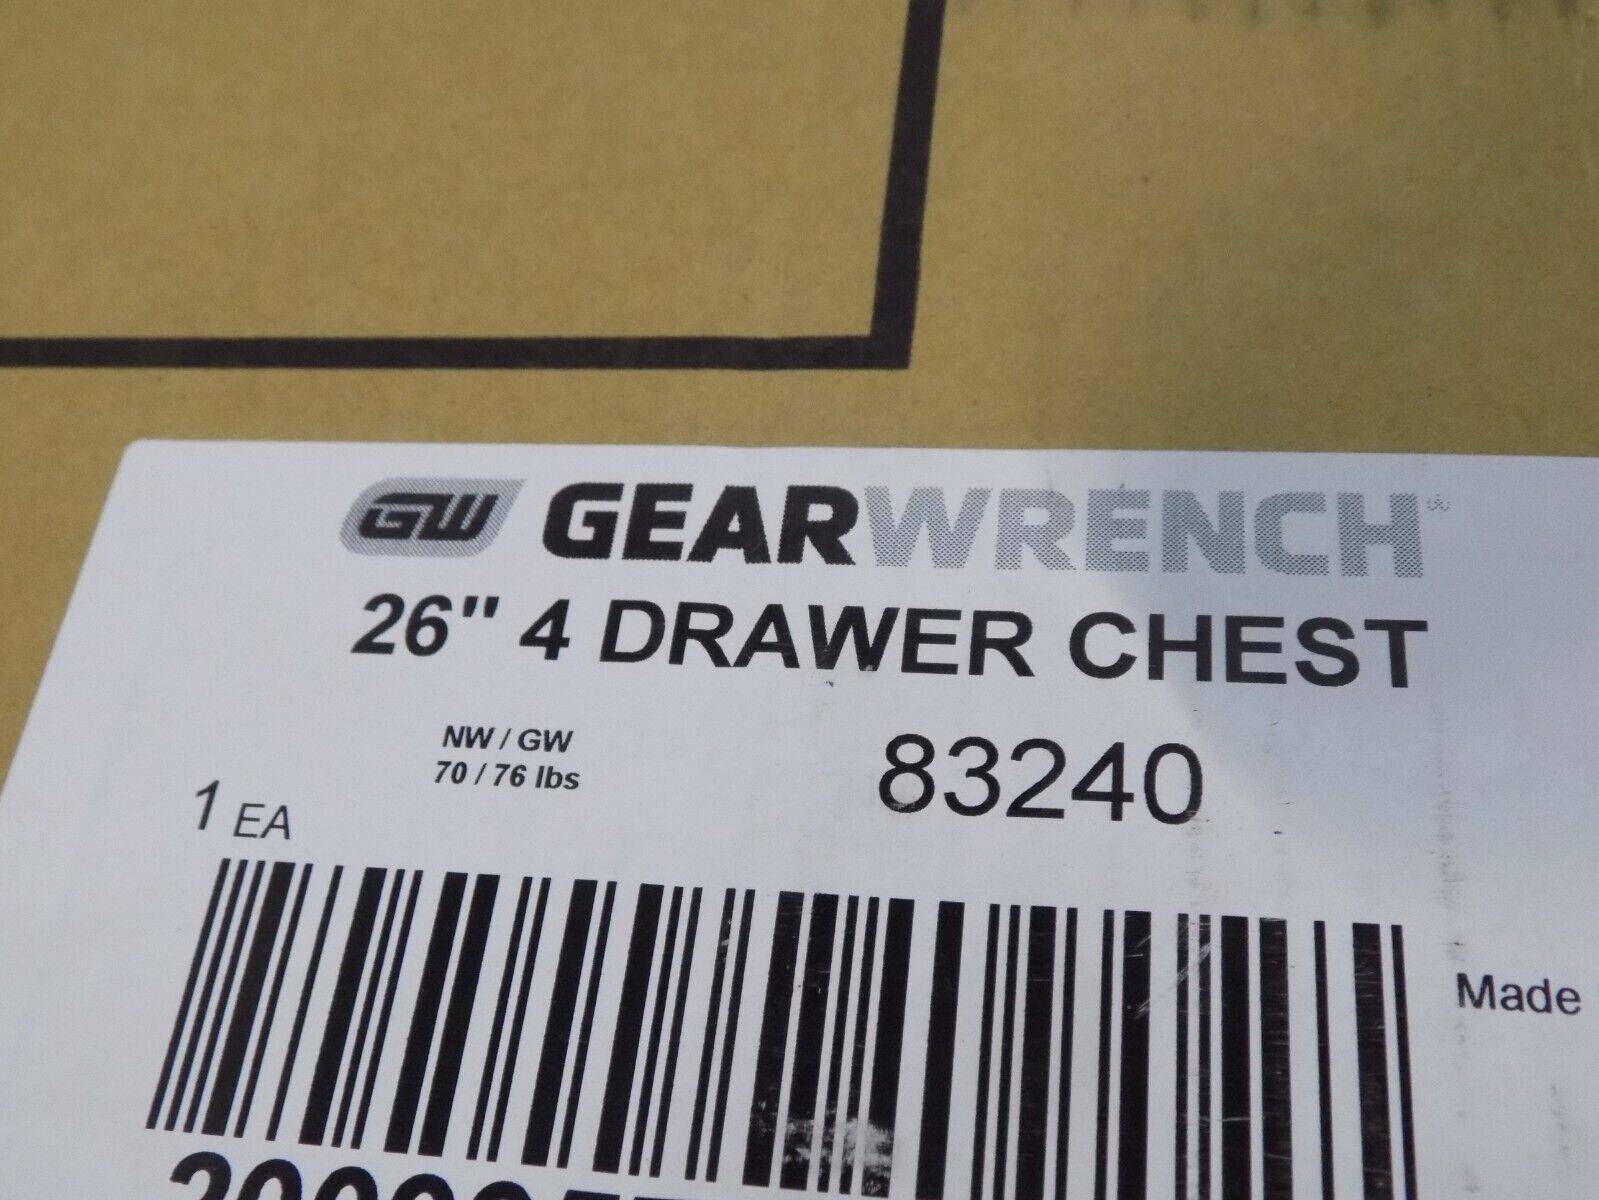 GW GEARWRENCH
26" 4 DRAWER CHEST
NW / GW
70 / 76 lbs
83240
1 EA
Made